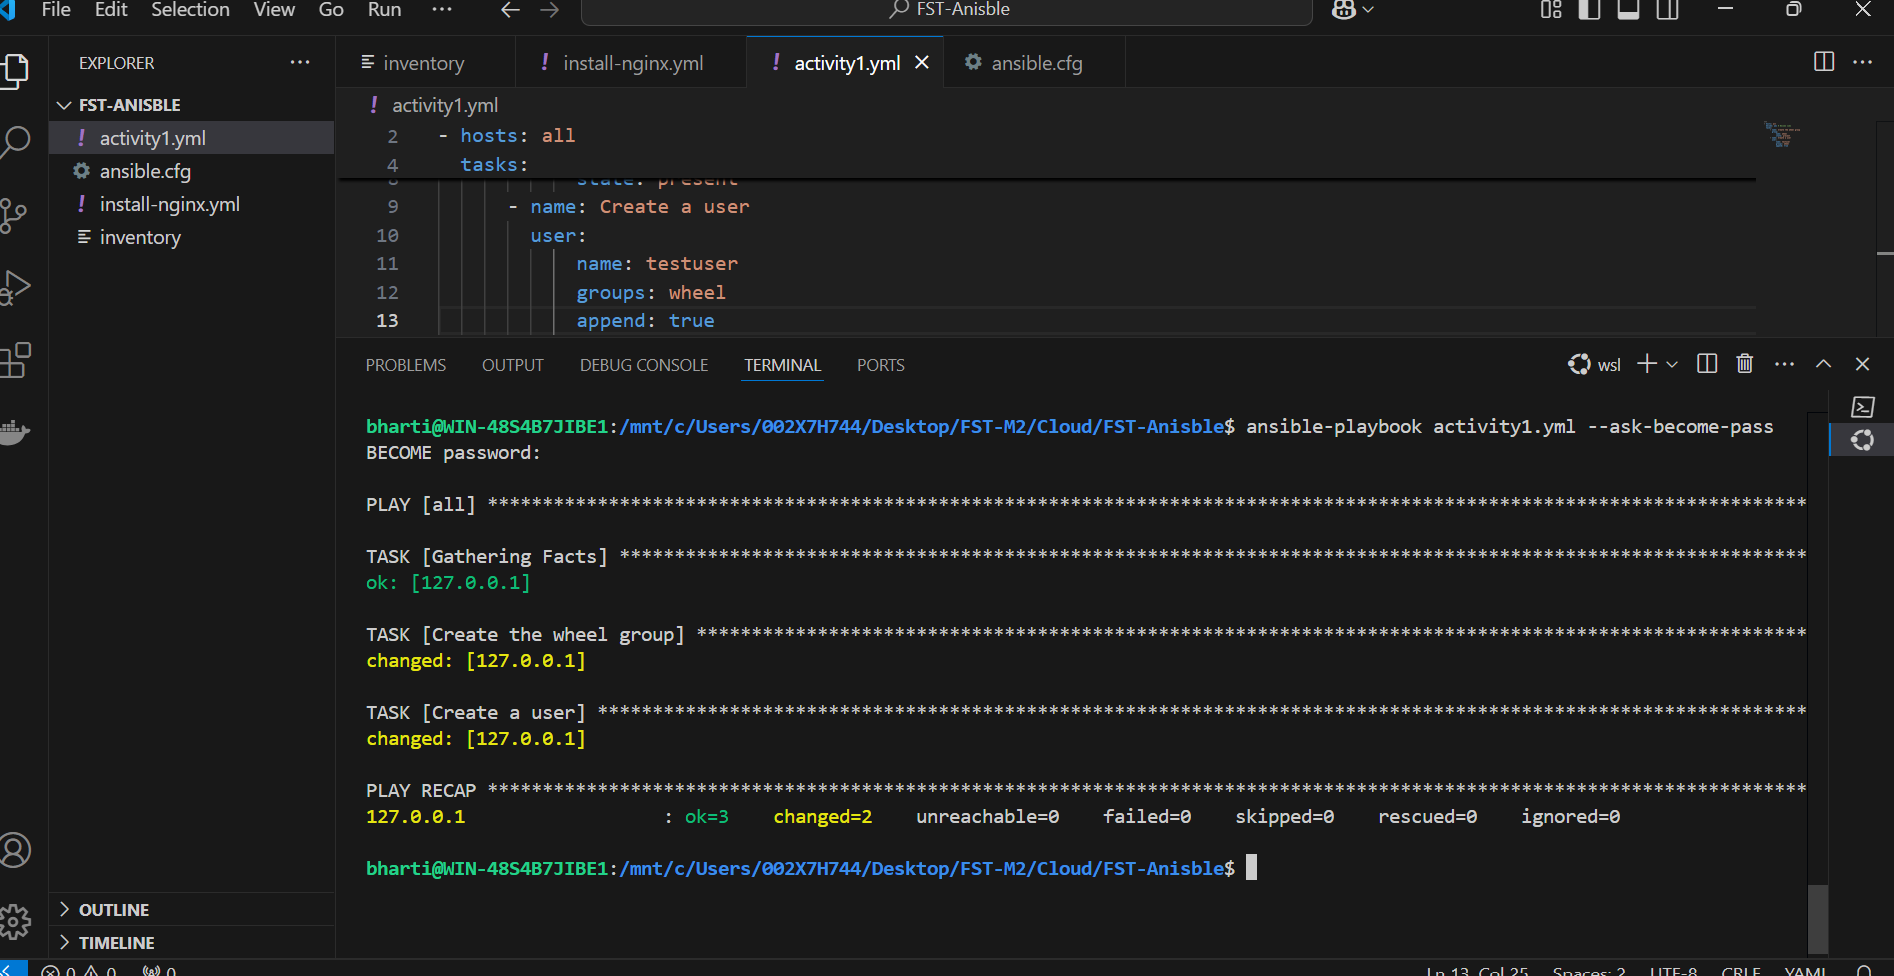 File Edit Selection View Go Run ··· FST-Anisble
EXPLORER ···
FST-ANISBLE
activity1.yml
ansible.cfg
install-nginx.yml
inventory
OUTLINE
TIMELINE
inventory ! install-nginx.yml ! activity1.yml ansible.cfg ···
! activity1.yml
2 - hosts: all
4 tasks:
state: present
9 - name: Create a user
10 user:
11 name: testuser
12 groups: wheel
13 append: true
PROBLEMS OUTPUT DEBUG CONSOLE TERMINAL PORTS wsl ···
bharti@WIN-48S4B7JIBE1:/mnt/c/Users/002X7H744/Desktop/FST-M2/Cloud/FST-Anisble$ ansible-playbook activity1.yml --ask-become-pass
BECOME password:
PLAY [all] ************************************************************************************************************************
TASK [Gathering Facts] ************************************************************************************************************
ok: [127.0.0.1]
TASK [Create the wheel group] *****************************************************************************************************
changed: [127.0.0.1]
TASK [Create a user] **************************************************************************************************************
changed: [127.0.0.1]
PLAY RECAP ************************************************************************************************************************
127.0.0.1 : ok=3 changed=2 unreachable=0 failed=0 skipped=0 rescued=0 ignored=0
bharti@WIN-48S4B7JIBE1:/mnt/c/Users/002X7H744/Desktop/FST-M2/Cloud/FST-Anisble$
0 0 0 Ln 13, Col 25 Spaces: 2 UTF-8 CRLF YAML